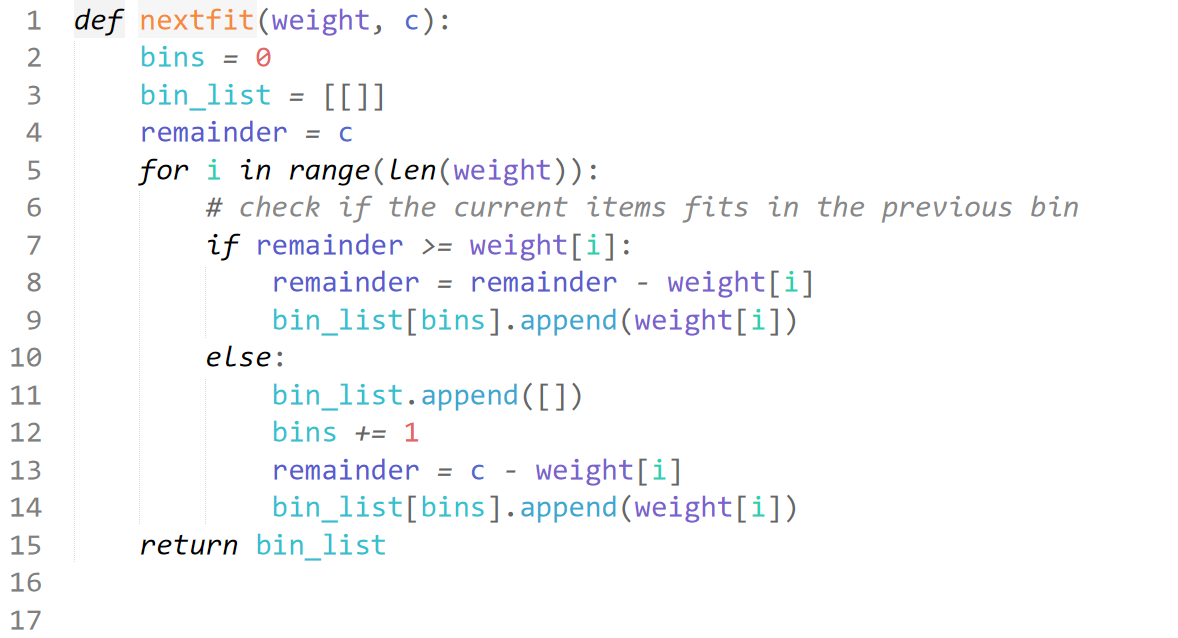 1 def nextfit(weight, c):
2     bins = 0
3     bin_list = [[]]
4     remainder = c
5     for i in range(len(weight)):
6         # check if the current items fits in the previous bin
7         if remainder >= weight[i]:
8             remainder = remainder - weight[i]
9             bin_list[bins].append(weight[i])
10         else:
11             bin_list.append([])
12             bins += 1
13             remainder = c - weight[i]
14             bin_list[bins].append(weight[i])
15     return bin_list
16
17